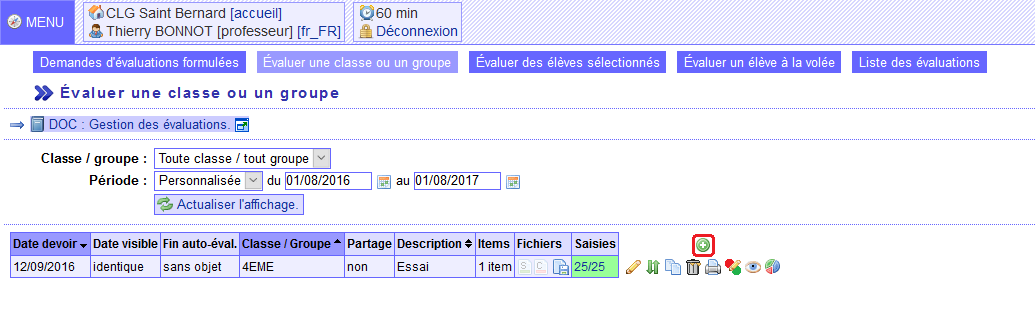 MENU
CLG Saint Bernard [accueil]
Thierry BONNOT [professeur] [fr_FR]
60 min
Déconnexion
Demandes d'évaluations formulées Évaluer une classe ou un groupe Évaluer des élèves sélectionnés Évaluer un élève à la volée Liste des évaluations
Évaluer une classe ou un groupe
DOC : Gestion des évaluations.
Classe / groupe : Toute classe / tout groupe
Période : Personnalisée du 01/08/2016 au 01/08/2017
Actualiser l'affichage.
Date devoir Date visible Fin auto-éval. Classe / Groupe Partage Description Items Fichiers Saisies
12/09/2016 identique sans objet 4EME non Essai 1 item S C 25/25